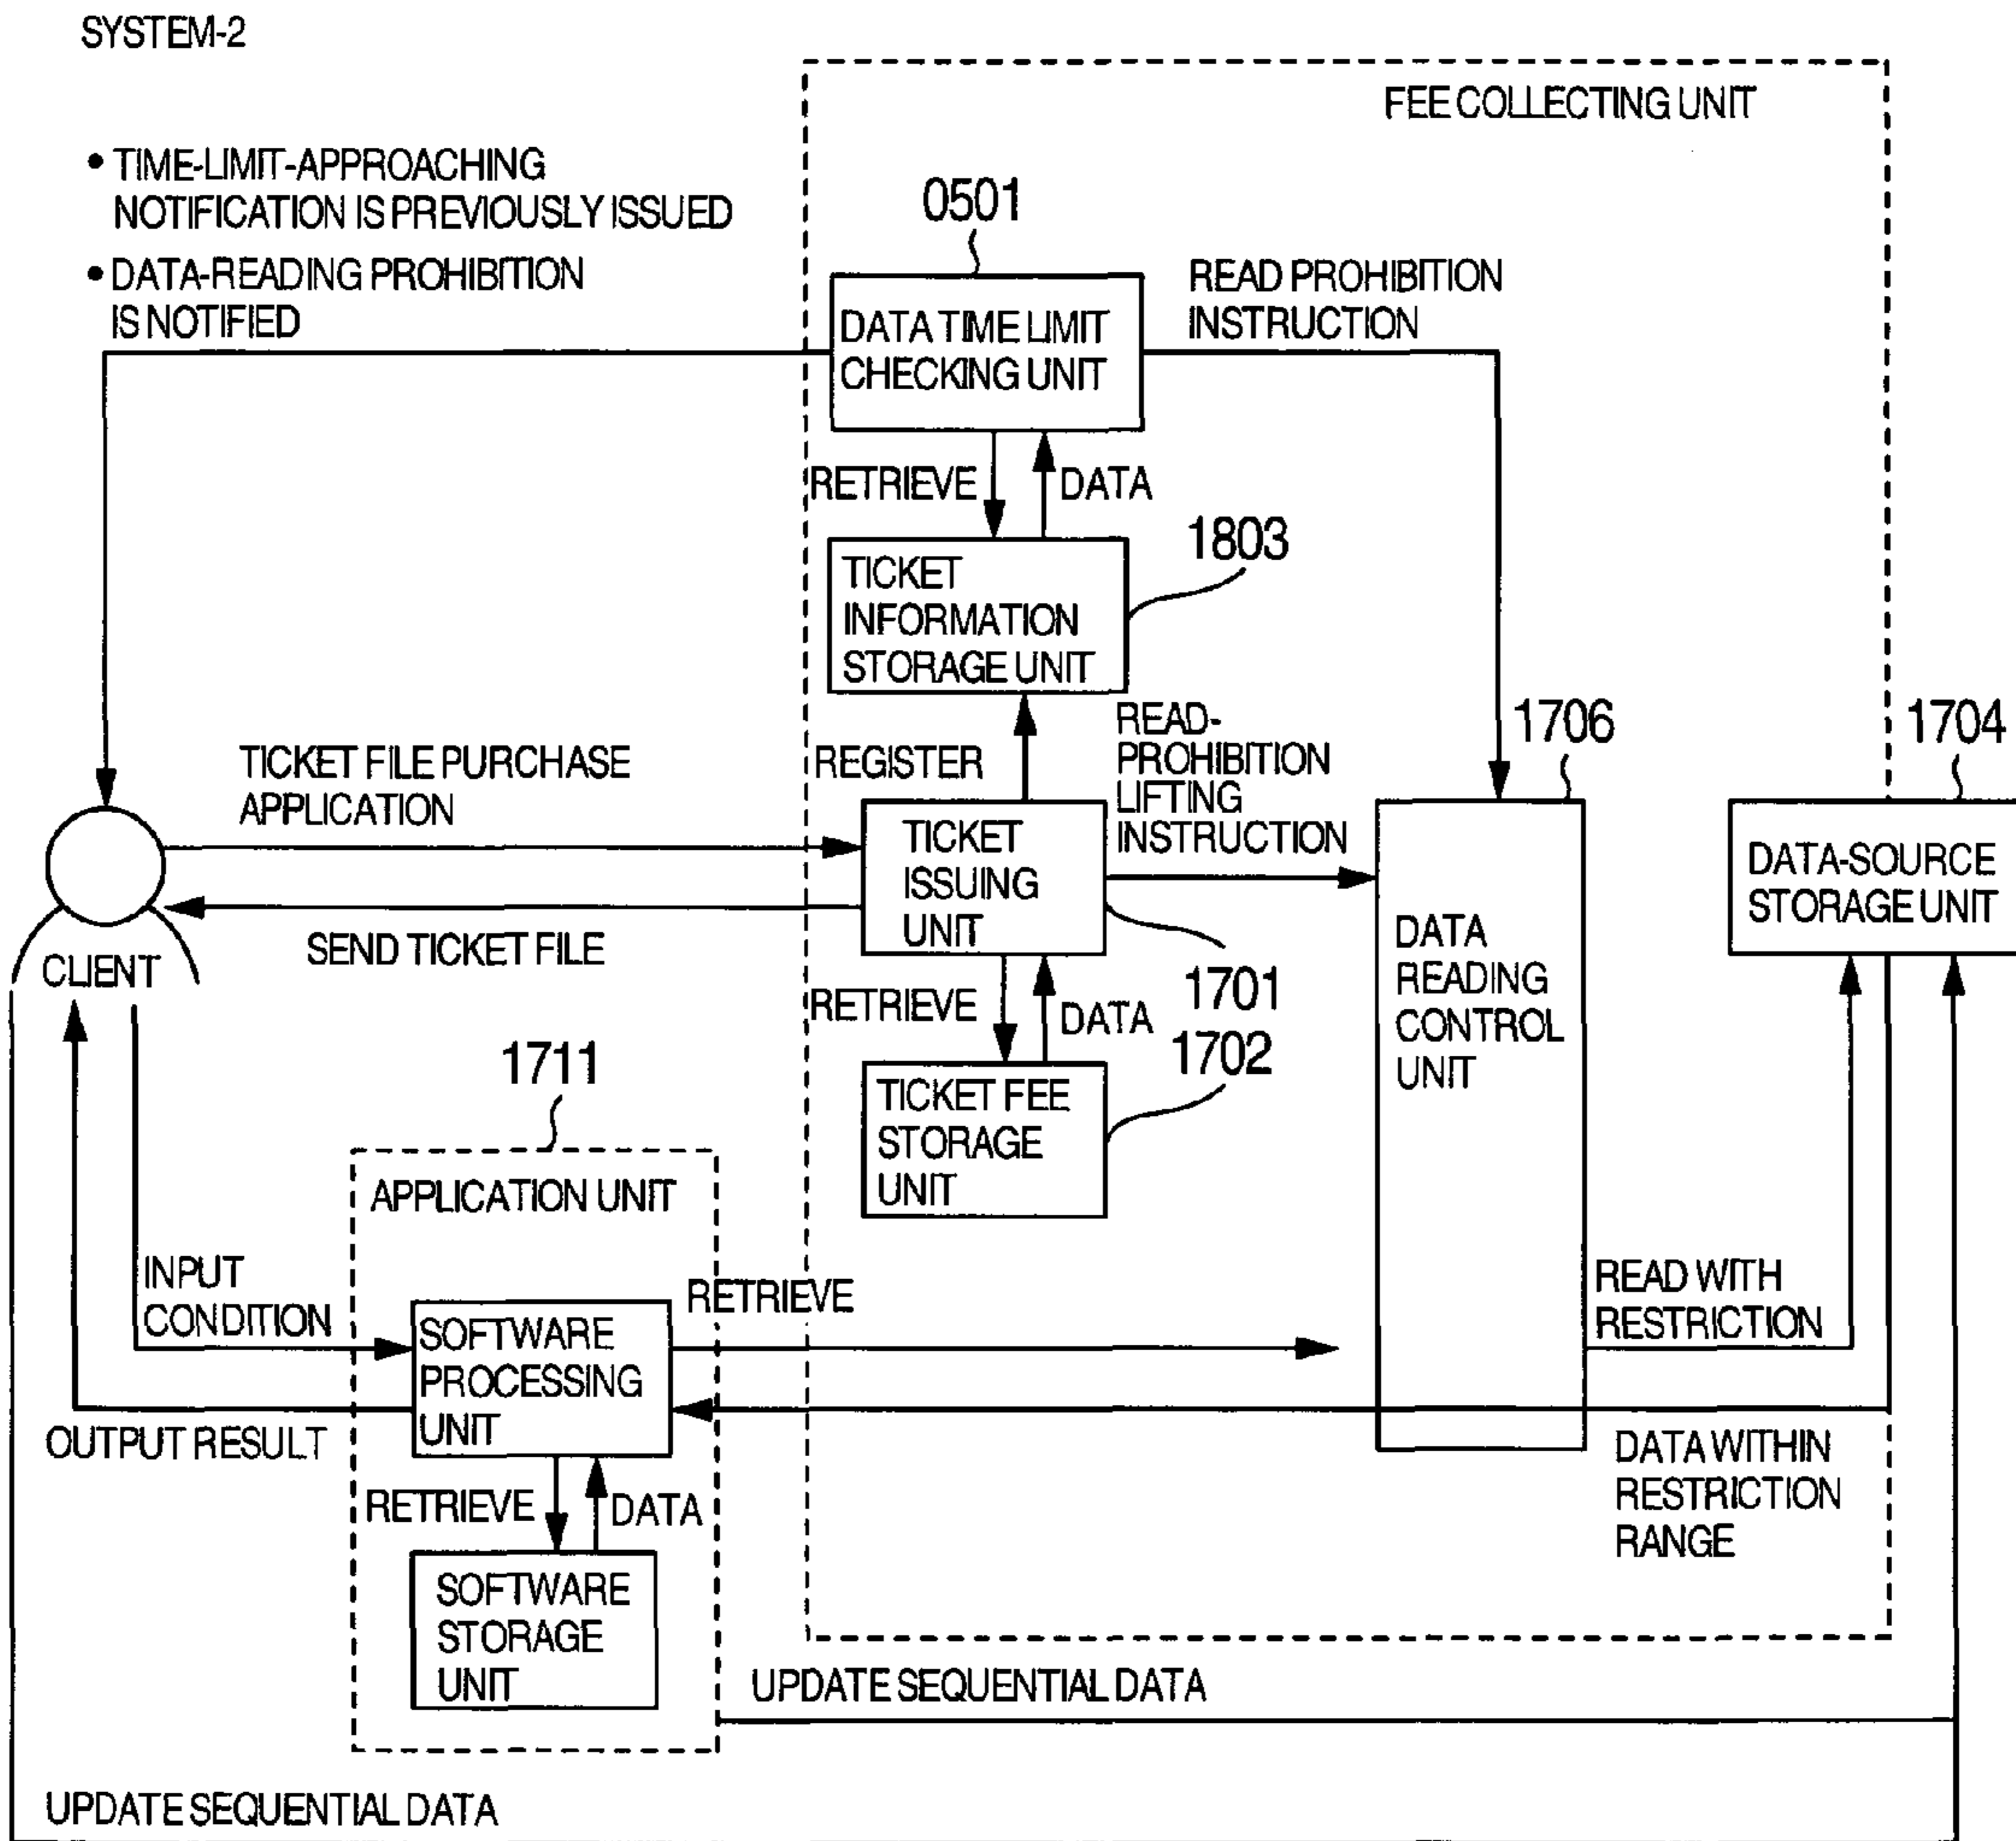 SYSTEM-2
FEE COLLECTING UNIT
• TIME-LIMIT-APPROACHING
NOTIFICATION IS PREVIOUSLY ISSUED
• DATA-READING PROHIBITION
IS NOTIFIED
0501
DATA TIME LIMIT
CHECKING UNIT
READ PROHIBITION
INSTRUCTION
RETRIEVE
DATA
1803
TICKET
INFORMATION
STORAGE UNIT
TICKET FILE PURCHASE
APPLICATION
REGISTER
READ-
PROHIBITION
LIFTING
INSTRUCTION
1706
1704
TICKET
ISSUING
UNIT
DATA-SOURCE
STORAGE UNIT
SEND TICKET FILE
CLIENT
DATA
READING
CONTROL
UNIT
1701
RETRIEVE
DATA
1702
TICKET FEE
STORAGE
UNIT
1711
APPLICATION UNIT
INPUT
CONDITION
RETRIEVE
READ WITH
RESTRICTION
SOFTWARE
PROCESSING
UNIT
OUTPUT RESULT
DATA WITHIN
RESTRICTION
RANGE
RETRIEVE
DATA
SOFTWARE
STORAGE
UNIT
UPDATE SEQUENTIAL DATA
UPDATE SEQUENTIAL DATA